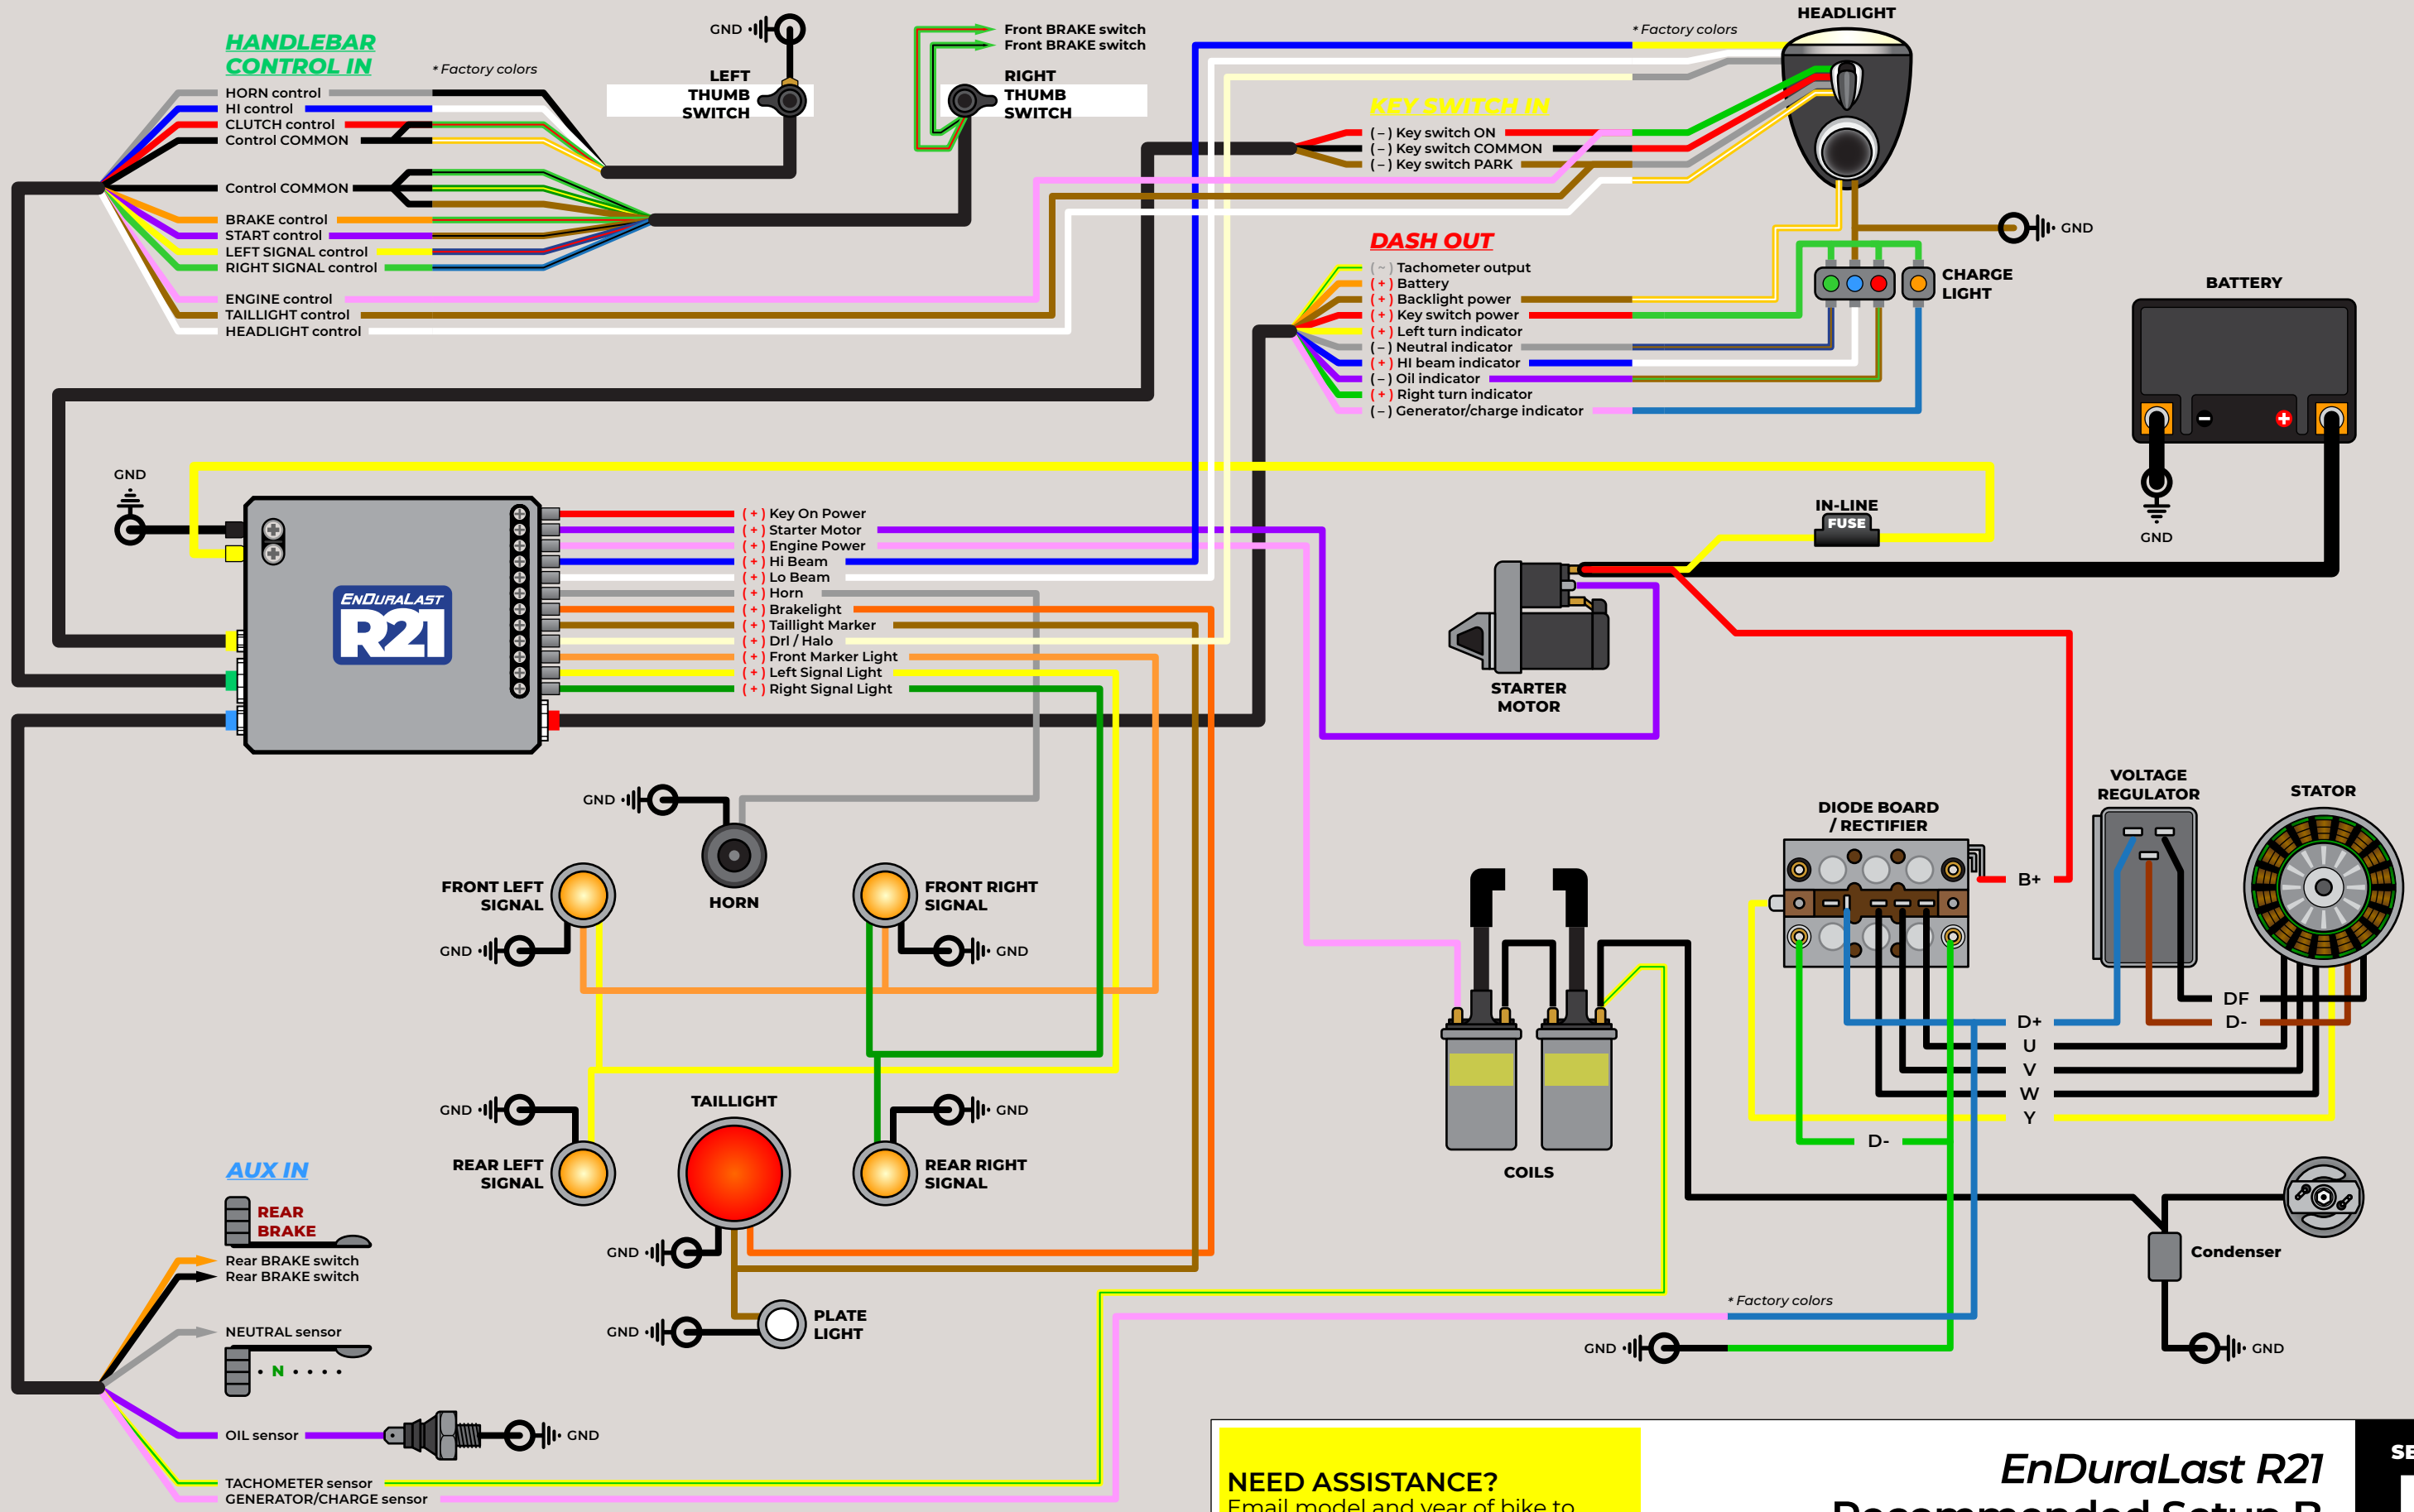 HANDLEBAR
CONTROL IN
* Factory colors
HORN control
HI control
CLUTCH control
Control COMMON
Control COMMON
BRAKE control
START control
LEFT SIGNAL control
RIGHT SIGNAL control
ENGINE control
TAILLIGHT control
HEADLIGHT control
GND
LEFT
THUMB
SWITCH
Front BRAKE switch
Front BRAKE switch
RIGHT
THUMB
SWITCH
* Factory colors
HEADLIGHT
KEY SWITCH IN
(–) Key switch ON
(–) Key switch COMMON
(–) Key switch PARK
GND
DASH OUT
(~) Tachometer output
(+) Battery
(+) Backlight power
(+) Key switch power
(+) Left turn indicator
(–) Neutral indicator
(+) HI beam indicator
(–) Oil indicator
(+) Right turn indicator
(–) Generator/charge indicator
CHARGE
LIGHT
BATTERY
GND
GND
EnDuraLast
R21
(+) Key On Power
(+) Starter Motor
(+) Engine Power
(+) Hi Beam
(+) Lo Beam
(+) Horn
(+) Brakelight
(+) Taillight Marker
(+) Drl / Halo
(+) Front Marker Light
(+) Left Signal Light
(+) Right Signal Light
IN-LINE
FUSE
STARTER
MOTOR
GND
HORN
FRONT LEFT
SIGNAL
GND
FRONT RIGHT
SIGNAL
GND
DIODE BOARD
/ RECTIFIER
VOLTAGE
REGULATOR
STATOR
B+
DF
D+
D-
U
V
W
Y
D-
COILS
GND
REAR LEFT
SIGNAL
TAILLIGHT
GND
REAR RIGHT
SIGNAL
GND
PLATE
LIGHT
GND
AUX IN
REAR
BRAKE
Rear BRAKE switch
Rear BRAKE switch
NEUTRAL sensor
· N · · · ·
OIL sensor
GND
TACHOMETER sensor
GENERATOR/CHARGE sensor
Condenser
* Factory colors
GND
GND
NEED ASSISTANCE?
Email model and year of bike to
EnDuraLast R21
Recommended Setup B